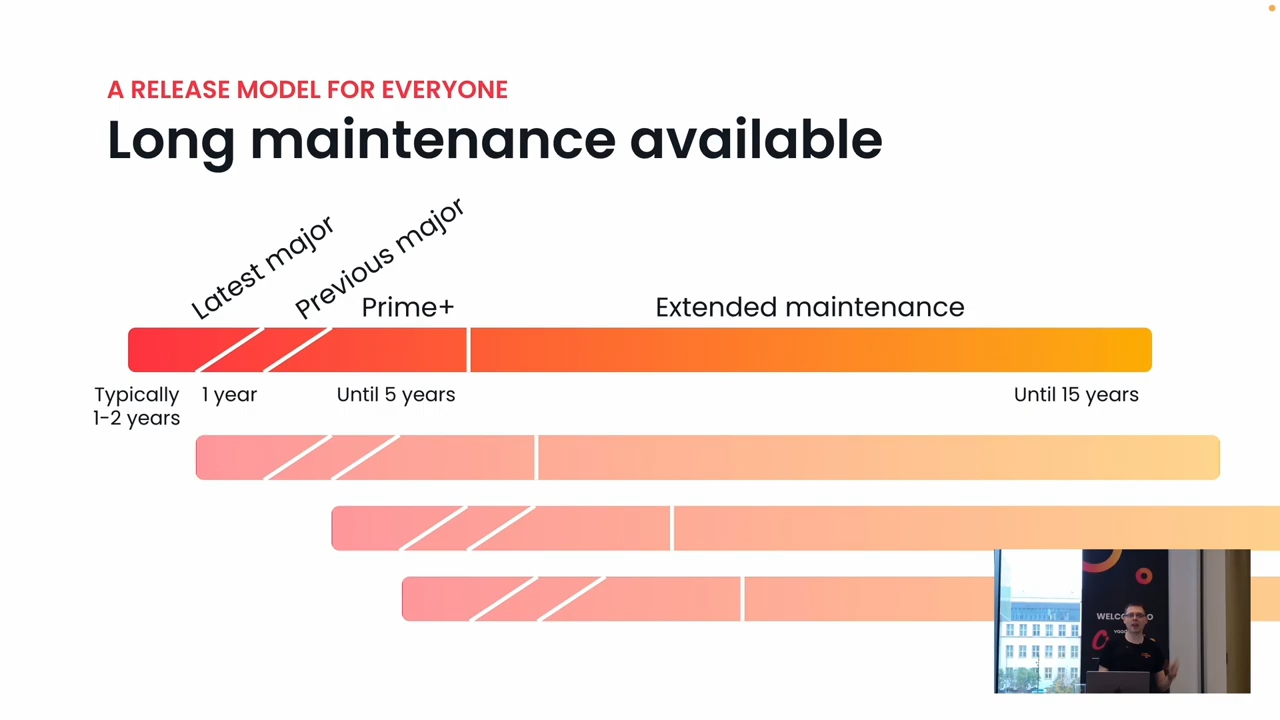 A RELEASE MODEL FOR EVERYONE
Long maintenance available
Latest major
Previous major
Prime+
Extended maintenance
Typically
1-2 years
1 year
Until 5 years
Until 15 years